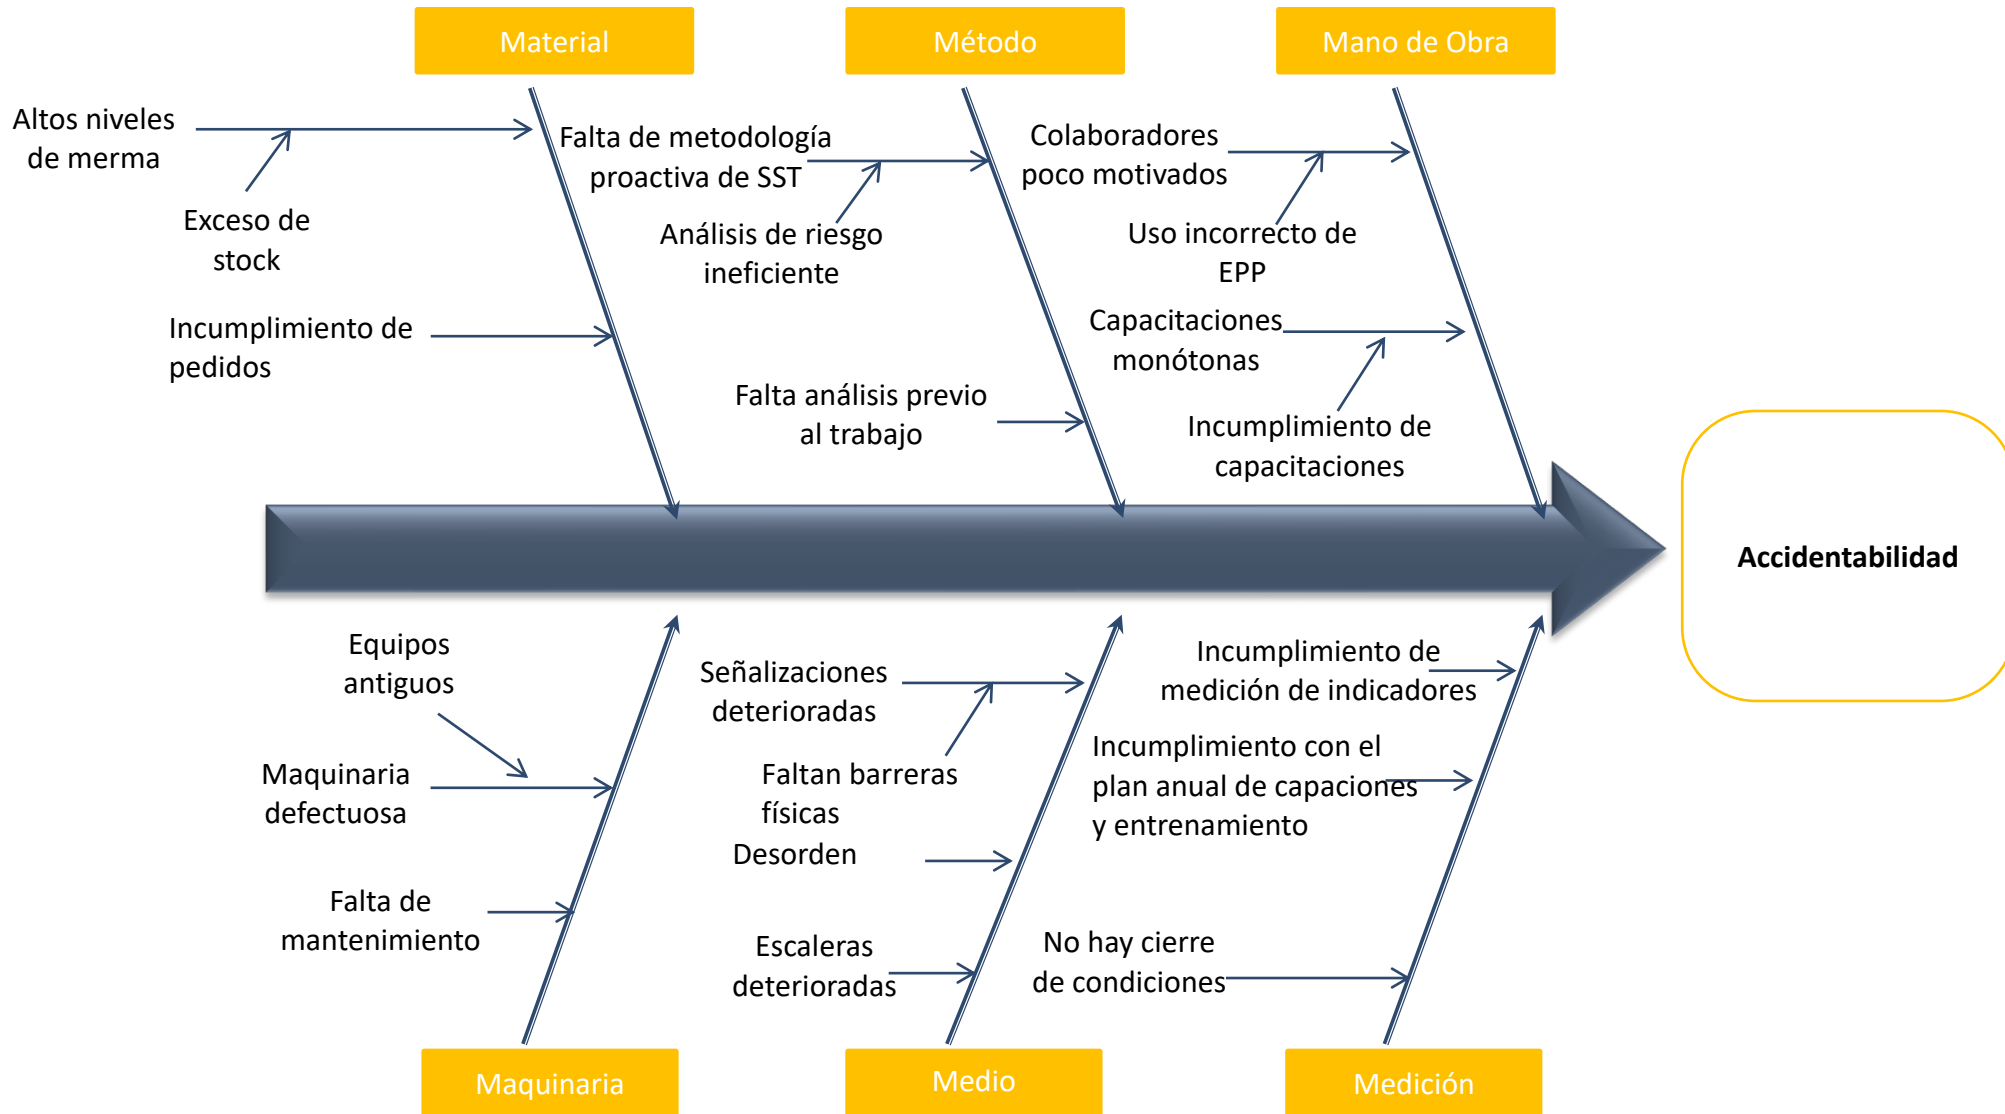 Material
Método
Mano de Obra
Altos niveles
de merma
Exceso de
stock
Incumplimiento de
pedidos
Falta de metodología
proactiva de SST
Análisis de riesgo
ineficiente
Falta análisis previo
al trabajo
Colaboradores
poco motivados
Uso incorrecto de
EPP
Capacitaciones
monótonas
Incumplimiento de
capacitaciones
Accidentabilidad
Equipos
antiguos
Maquinaria
defectuosa
Falta de
mantenimiento
Señalizaciones
deterioradas
Faltan barreras
físicas
Desorden
Escaleras
deterioradas
Incumplimiento de
medición de indicadores
Incumplimiento con el
plan anual de capaciones
y entrenamiento
No hay cierre
de condiciones
Maquinaria
Medio
Medición